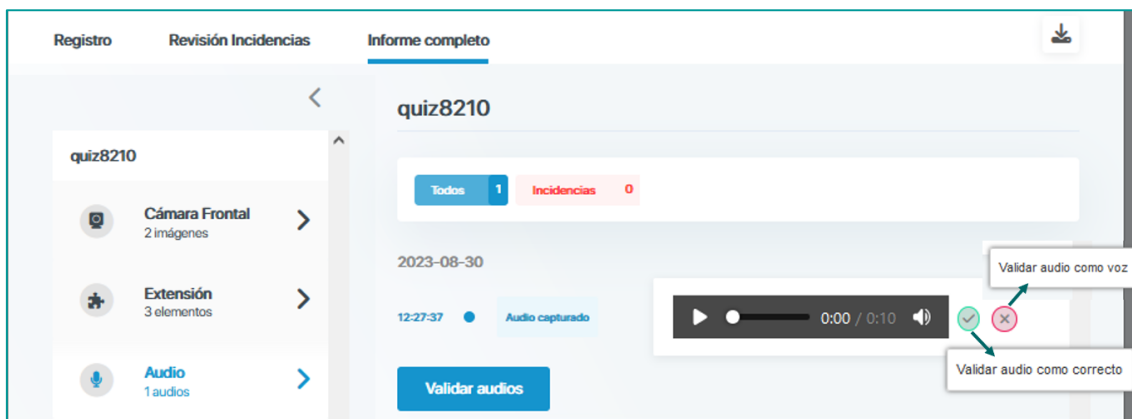 Registro Revisión Incidencias Informe completo
quiz8210
quiz8210
Todos 1 Incidencias 0
Cámara Frontal
2 imágenes
2023-08-30
Validar audio como voz
Extensión
3 elementos
12:27:37 Audio capturado 0:00 / 0:10
Validar audio como correcto
Audio
1 audios
Validar audios